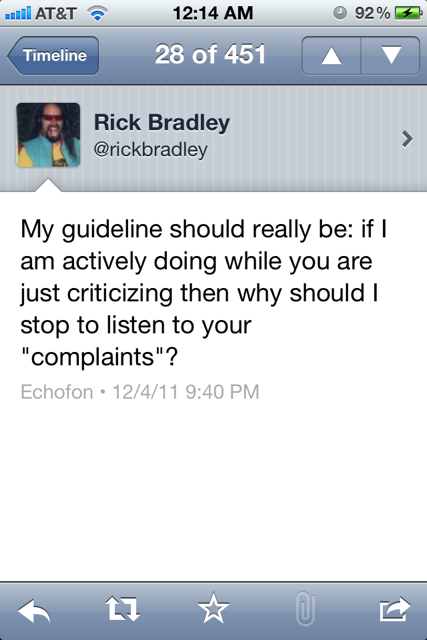 AT&T 12:14 AM 92%
Timeline 28 of 451
Rick Bradley
@rickbradley
My guideline should really be: if I
am actively doing while you are
just criticizing then why should I
stop to listen to your
"complaints"?
Echofon • 12/4/11 9:40 PM